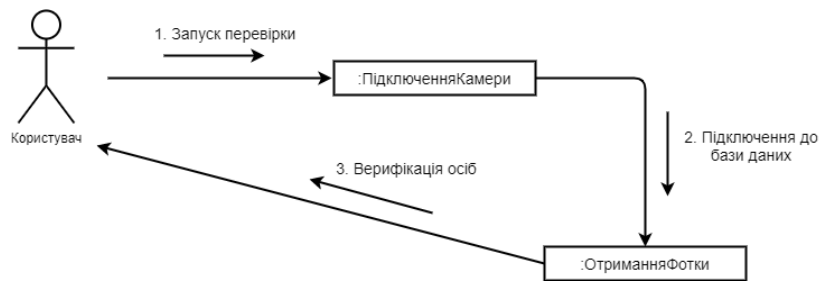 1. Запуск перевірки
:ПідключенняКамери
Користувач
2. Підключення до
бази даних
3. Верифікація осіб
:ОтриманняФотки